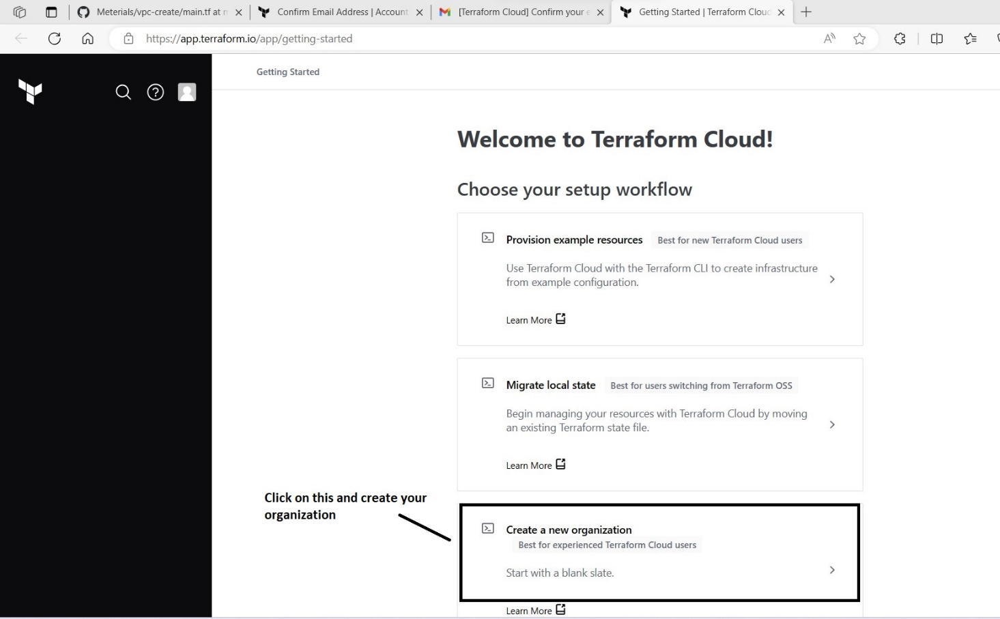 Meterials/vpc-create/main.tf at
Confirm Email Address | Account
[Terraform Cloud] Confirm your
Getting Started | Terraform Cloud
https://app.terraform.io/app/getting-started
Getting Started
Welcome to Terraform Cloud!
Choose your setup workflow
Provision example resources Best for new Terraform Cloud users
Use Terraform Cloud with the Terraform CLI to create infrastructure
from example configuration.
Learn More
Migrate local state Best for users switching from Terraform OSS
Begin managing your resources with Terraform Cloud by moving
an existing Terraform state file.
Learn More
Click on this and create your
organization
Create a new organization
Best for experienced Terraform Cloud users
Start with a blank slate.
Learn More